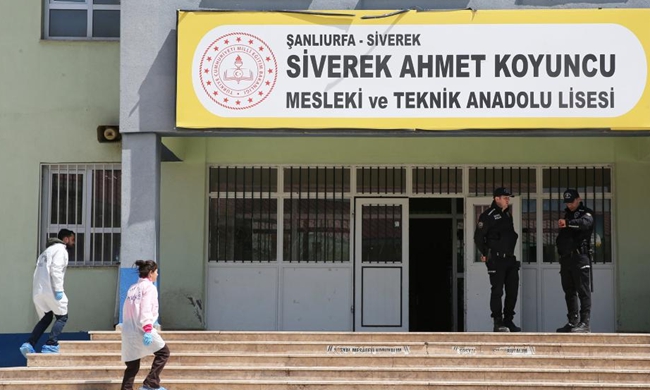 ŞANLIURFA - SİVEREK
SİVEREK AHMET KOYUNCU
MESLEKİ ve TEKNİK ANADOLU LİSESİ